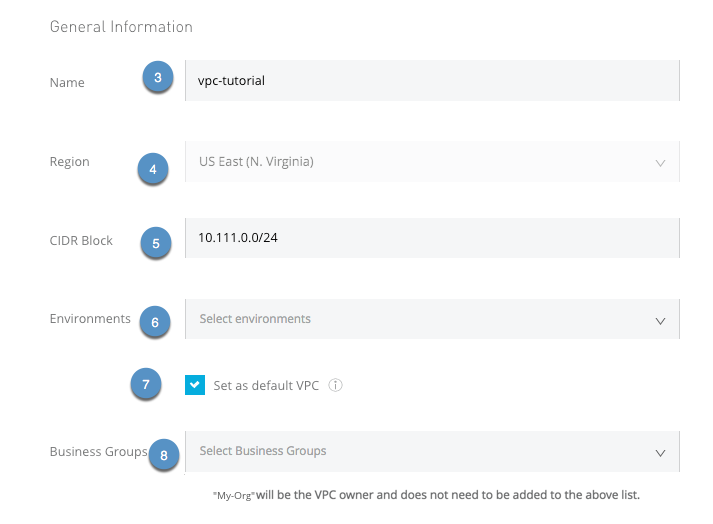 General Information
Name 3 vpc-tutorial
Region 4 US East (N. Virginia)
CIDR Block 5 10.111.0.0/24
Environments 6 Select environments
7 Set as default VPC i
Business Groups 8 Select Business Groups
"My-Org" will be the VPC owner and does not need to be added to the above list.